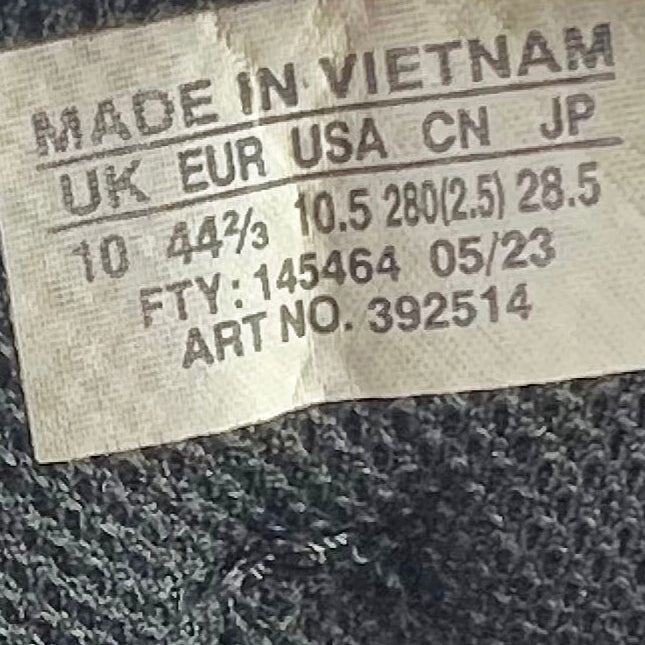 MADE IN VIETNAM
UK EUR USA CN JP
10 44⅔ 10.5 280(2.5) 28.5
FTY: 145464 05/23
ART NO. 392514